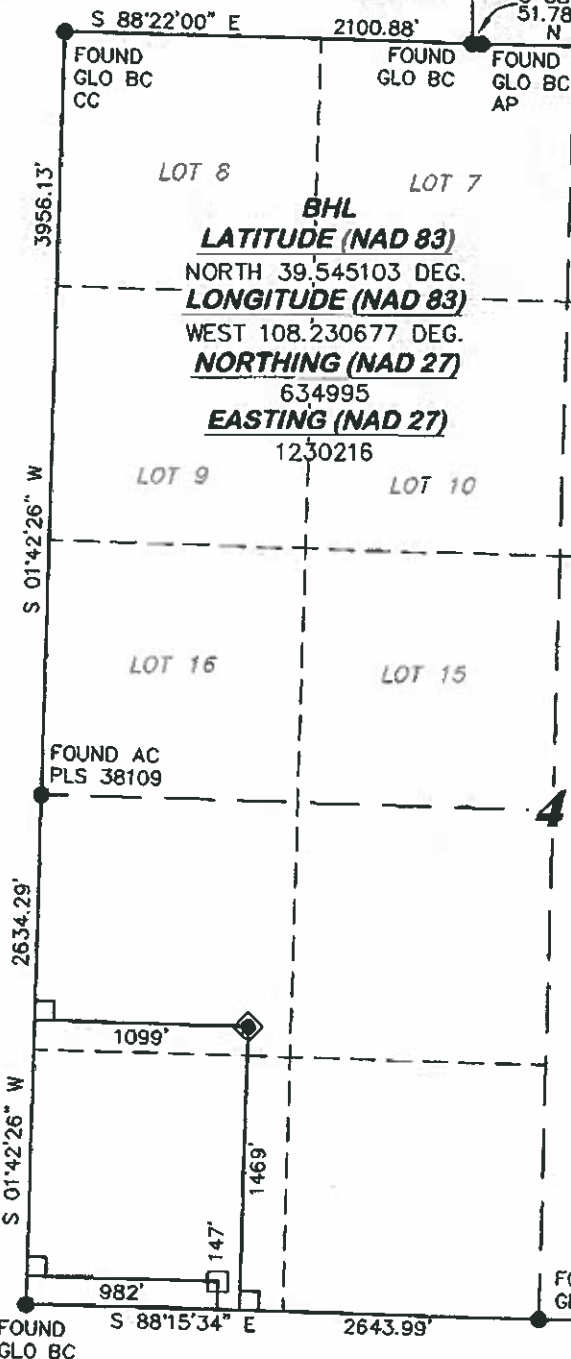 S 88°22'00" E
2100.88'
51.78
N
FOUND
GLO BC
CC
FOUND
GLO BC
FOUND
GLO BC
AP
3956.13'
LOT 8
LOT 7
BHL
LATITUDE (NAD 83)
NORTH 39.545103 DEG.
LONGITUDE (NAD 83)
WEST 108.230677 DEG.
NORTHING (NAD 27)
634995
EASTING (NAD 27)
1230216
LOT 9
LOT 10
S 01°42'26" W
LOT 16
LOT 15
FOUND AC
PLS 38109
4
2634.29'
1099'
S 01°42'26" W
1469'
147'
982'
S 88°15'34" E
2643.99'
FOUND
GLO BC